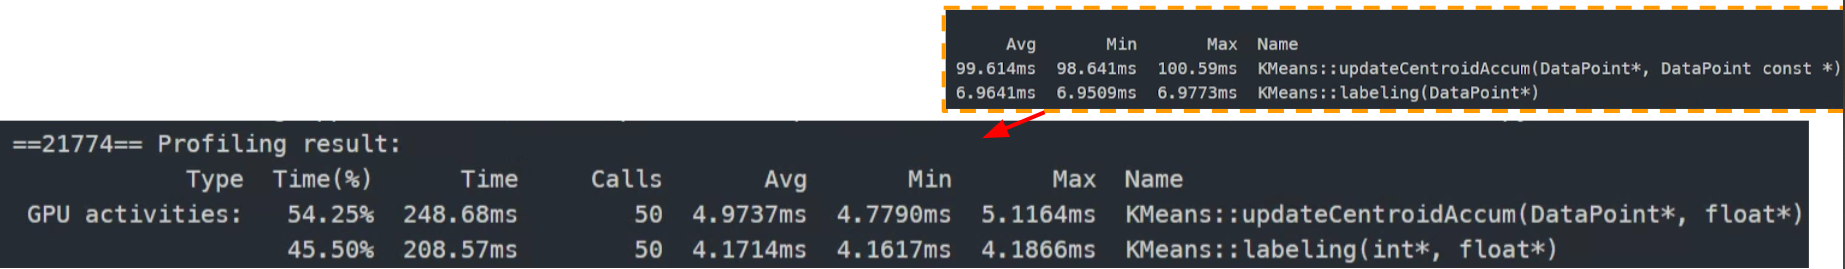 Avg Min Max Name
99.614ms 98.641ms 100.59ms KMeans::updateCentroidAccum(DataPoint*, DataPoint const *)
6.9641ms 6.9509ms 6.9773ms KMeans::labeling(DataPoint*)
==21774== Profiling result:
Type Time(%) Time Calls Avg Min Max Name
GPU activities: 54.25% 248.68ms 50 4.9737ms 4.7790ms 5.1164ms KMeans::updateCentroidAccum(DataPoint*, float*)
45.50% 208.57ms 50 4.1714ms 4.1617ms 4.1866ms KMeans::labeling(int*, float*)